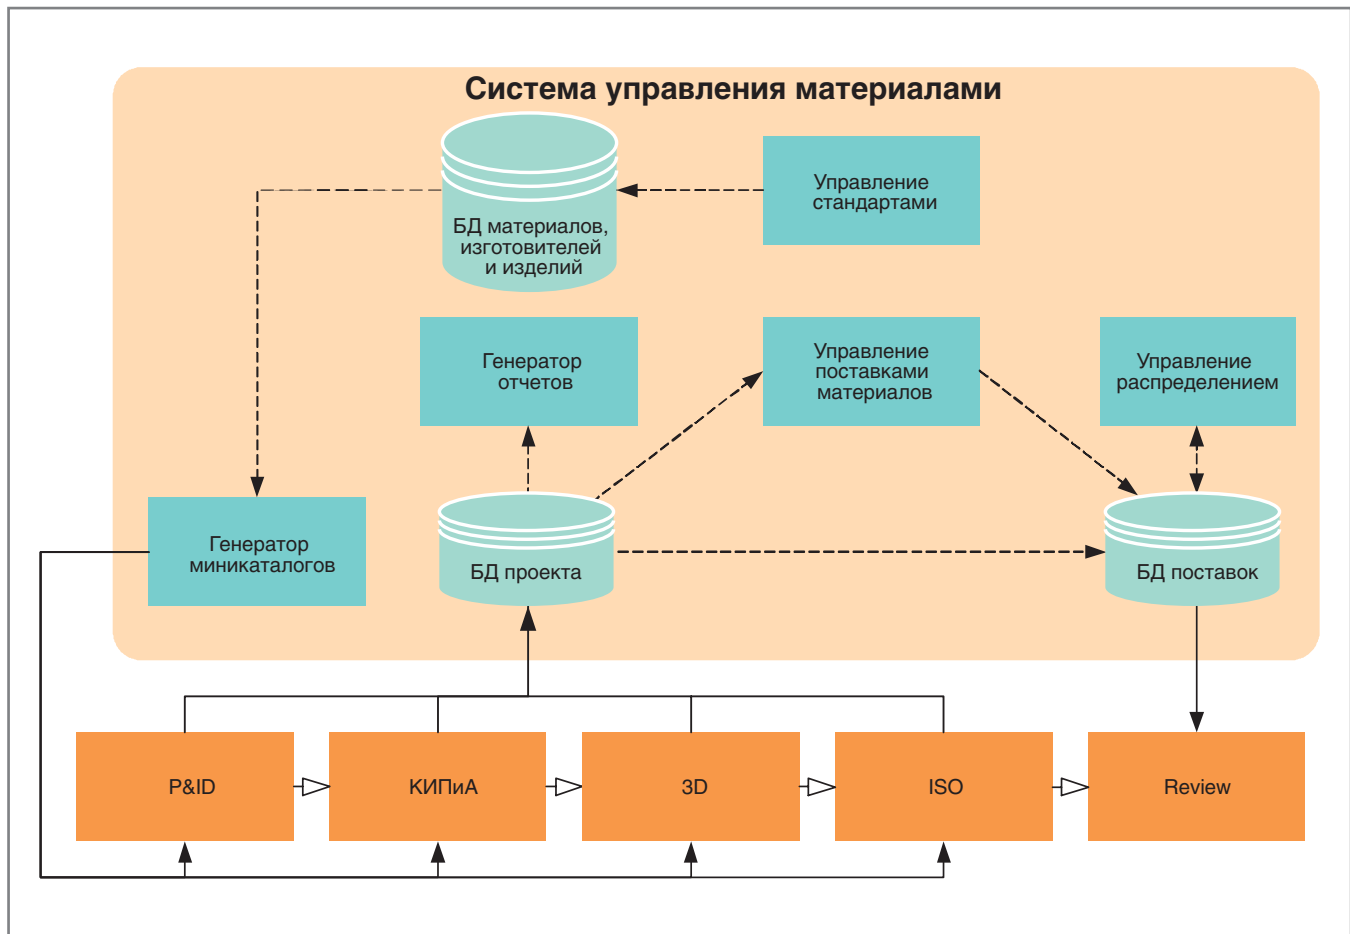 Система управления материалами
Управление
стандартами
БД материалов,
изготовителей
и изделий
Генератор
отчетов
Управление
поставками
материалов
Управление
распределением
Генератор
миникаталогов
БД проекта
БД поставок
P&ID
КИПиА
3D
ISO
Review